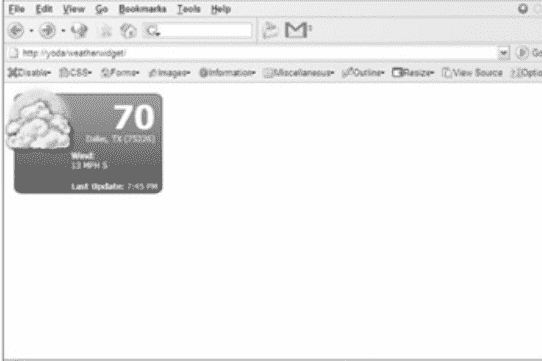 File Edit View Go Bookmarks Tools Help
http://yoda/weatherwidget/
Disable CSS Forms Images Information Miscellaneous Outline Resize View Source
70
Dallas, TX
Wind:
13 MPH S
Last Update: 7:45 PM